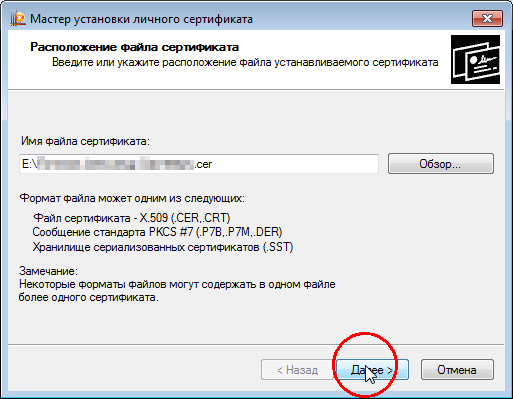 Мастер установки личного сертификата
Расположение файла сертификата
Введите или укажите расположение файла устанавливаемого сертификата
Имя файла сертификата:
E:\ .cer
Обзор...
Формат файла может одним из следующих:
Файл сертификата - X.509 (.CER,.CRT)
Сообщение стандарта PKCS #7 (.P7B,.P7M,.DER)
Хранилище сериализованных сертификатов (.SST)
Замечание:
Некоторые форматы файлов могут содержать в одном файле
более одного сертификата.
< Назад
Далее >
Отмена